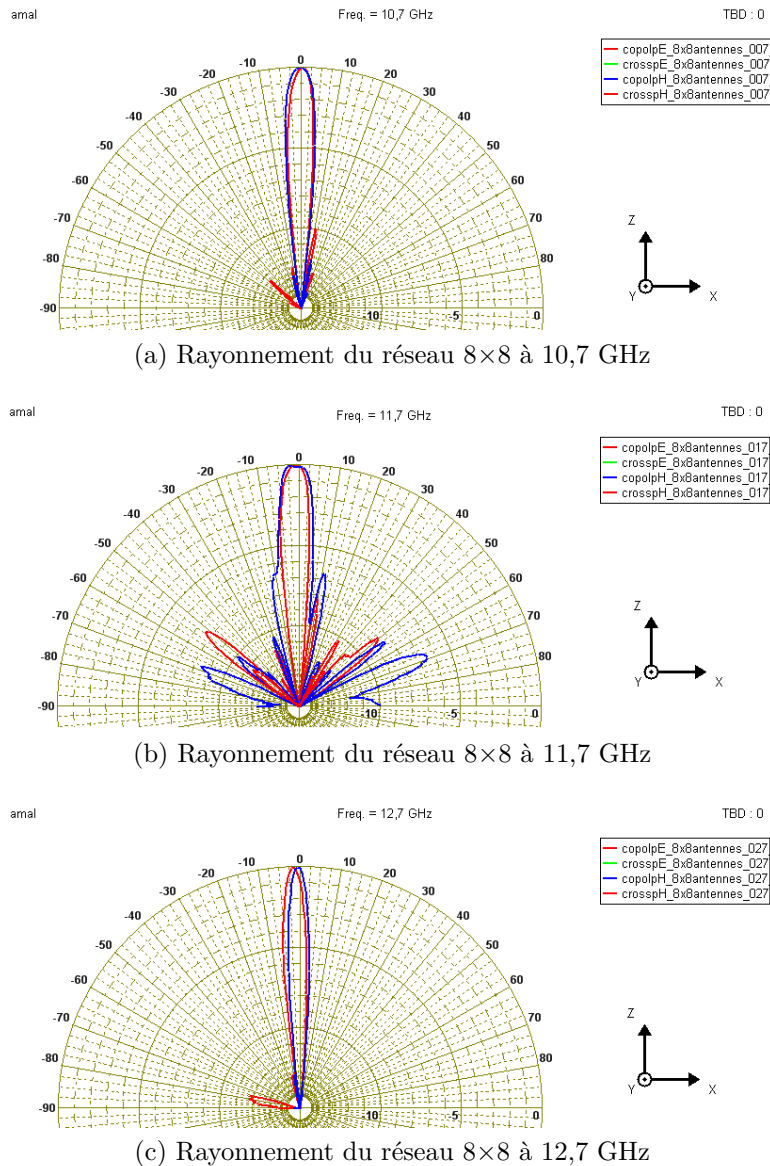 amal
Freq. = 10,7 GHz
TBD : 0
copolpE_8x8antennes_007
crosspE_8x8antennes_007
copolpH_8x8antennes_007
crosspH_8x8antennes_007
-90 -80 -70 -60 -50 -40 -30 -20 -10 0 10 20 30 40 50 60 70 80
-10 -5 0
Z
Y X
(a) Rayonnement du réseau 8×8 à 10,7 GHz
amal
Freq. = 11,7 GHz
TBD : 0
copolpE_8x8antennes_017
crosspE_8x8antennes_017
copolpH_8x8antennes_017
crosspH_8x8antennes_017
-90 -80 -70 -60 -50 -40 -30 -20 -10 0 10 20 30 40 50 60 70 80
-10 -5 0
Z
Y X
(b) Rayonnement du réseau 8×8 à 11,7 GHz
amal
Freq. = 12,7 GHz
TBD : 0
copolpE_8x8antennes_027
crosspE_8x8antennes_027
copolpH_8x8antennes_027
crosspH_8x8antennes_027
-90 -80 -70 -60 -50 -40 -30 -20 -10 0 10 20 30 40 50 60 70 80
-10 -5 0
Z
Y X
(c) Rayonnement du réseau 8×8 à 12,7 GHz